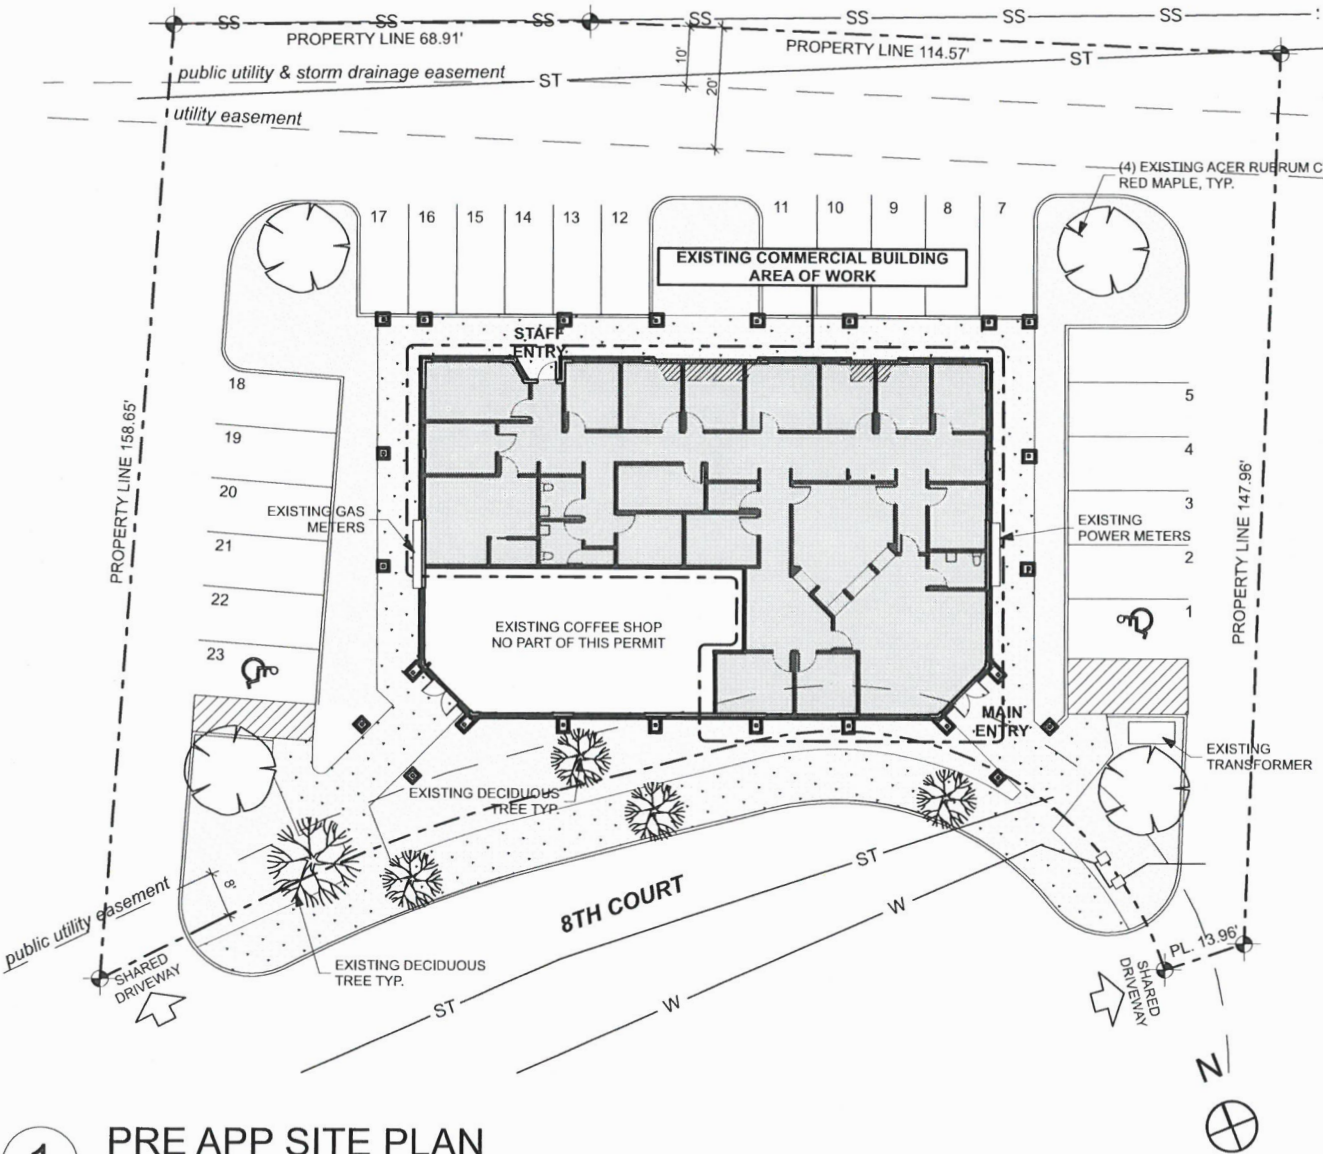 SS SS SS SS SS SS SS
PROPERTY LINE 68.91'
PROPERTY LINE 114.57'
10'
20'
public utility & storm drainage easement
ST
ST
utility easement
(4) EXISTING ACER RUBRUM C
RED MAPLE, TYP.
17 16 15 14 13 12 11 10 9 8 7
EXISTING COMMERCIAL BUILDING
AREA OF WORK
STAFF
ENTRY
18
19
20
21
22
23
5
4
3
2
1
PROPERTY LINE 158.65'
PROPERTY LINE 147.96'
EXISTING GAS
METERS
EXISTING
POWER METERS
EXISTING COFFEE SHOP
NO PART OF THIS PERMIT
MAIN
ENTRY
EXISTING
TRANSFORMER
EXISTING DECIDUOUS
TREE TYP.
8'
public utility easement
8TH COURT
ST
W
EXISTING DECIDUOUS
TREE TYP.
SHARED
DRIVEWAY
ST
W
PL. 13.96'
SHARED
DRIVEWAY
N
1
PRE APP SITE PLAN